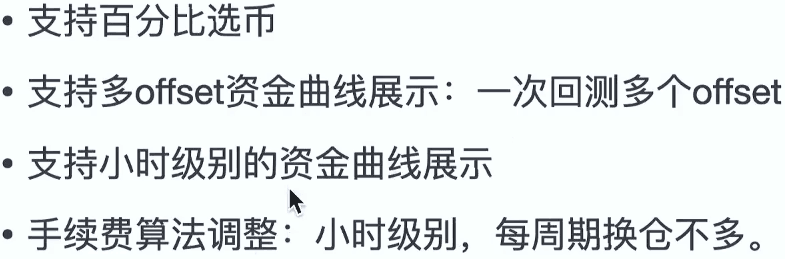 • 支持百分比选币
• 支持多offset资金曲线展示：一次回测多个offset
• 支持小时级别的资金曲线展示
• 手续费算法调整：小时级别，每周期换仓不多。